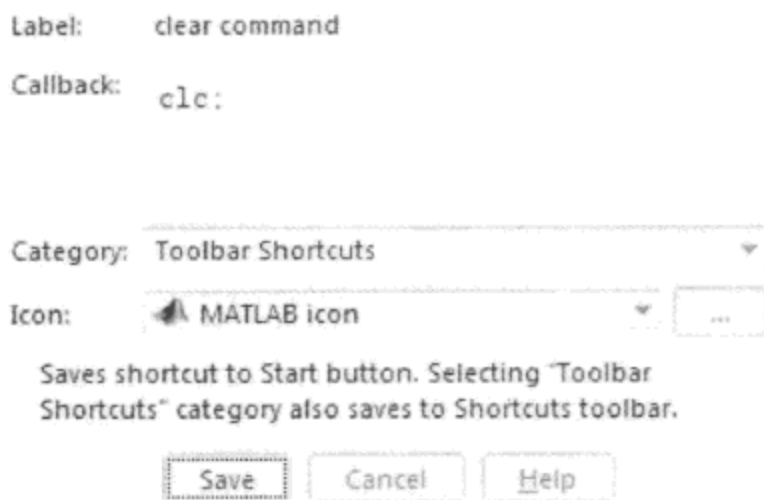 Label: clear command
Callback: clc;
Category: Toolbar Shortcuts
Icon: MATLAB icon ...
Saves shortcut to Start button. Selecting "Toolbar
Shortcuts" category also saves to Shortcuts toolbar.
Save Cancel Help